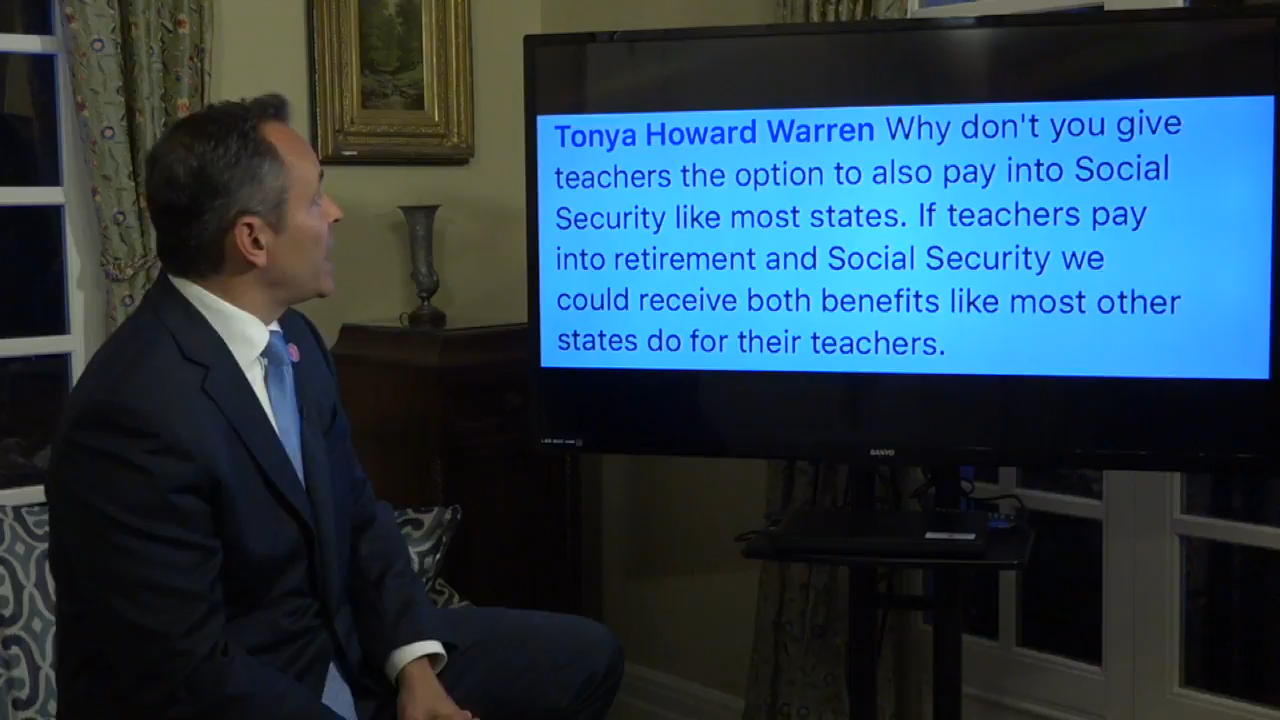 Tonya Howard Warren Why don't you give
teachers the option to also pay into Social
Security like most states. If teachers pay
into retirement and Social Security we
could receive both benefits like most other
states do for their teachers.
SANYO